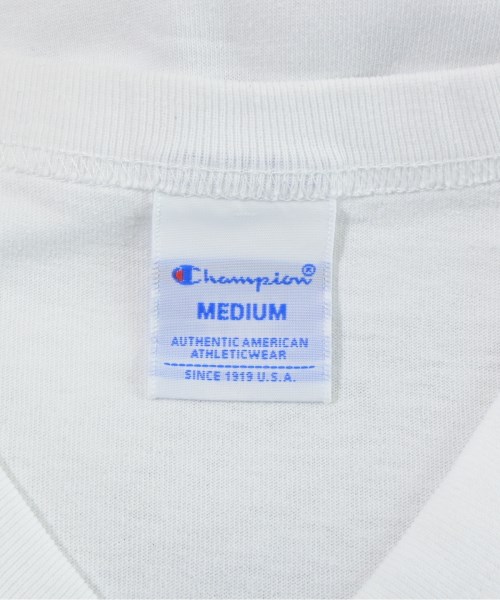 Champion®
MEDIUM
AUTHENTIC AMERICAN
ATHLETICWEAR
SINCE 1919 U.S.A.